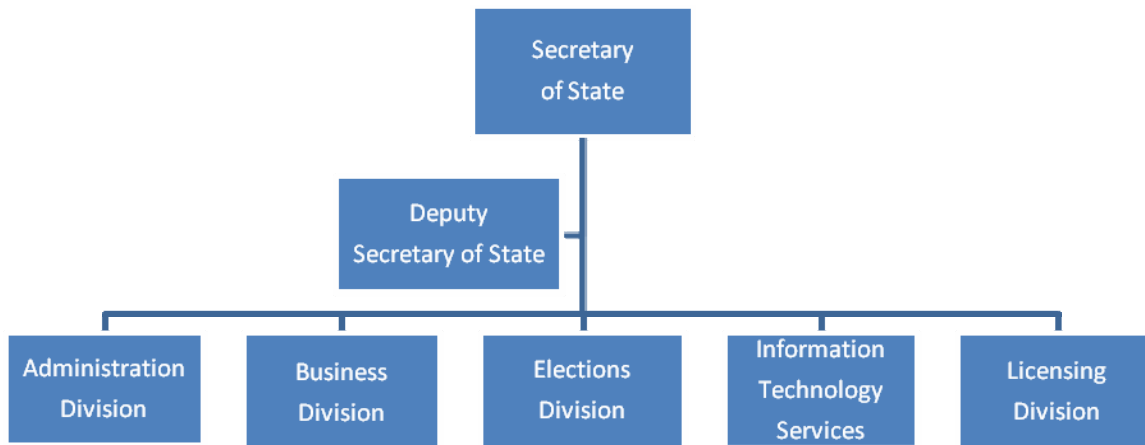 Secretary
of State
Deputy
Secretary of State
Administration
Division
Business
Division
Elections
Division
Information
Technology
Services
Licensing
Division